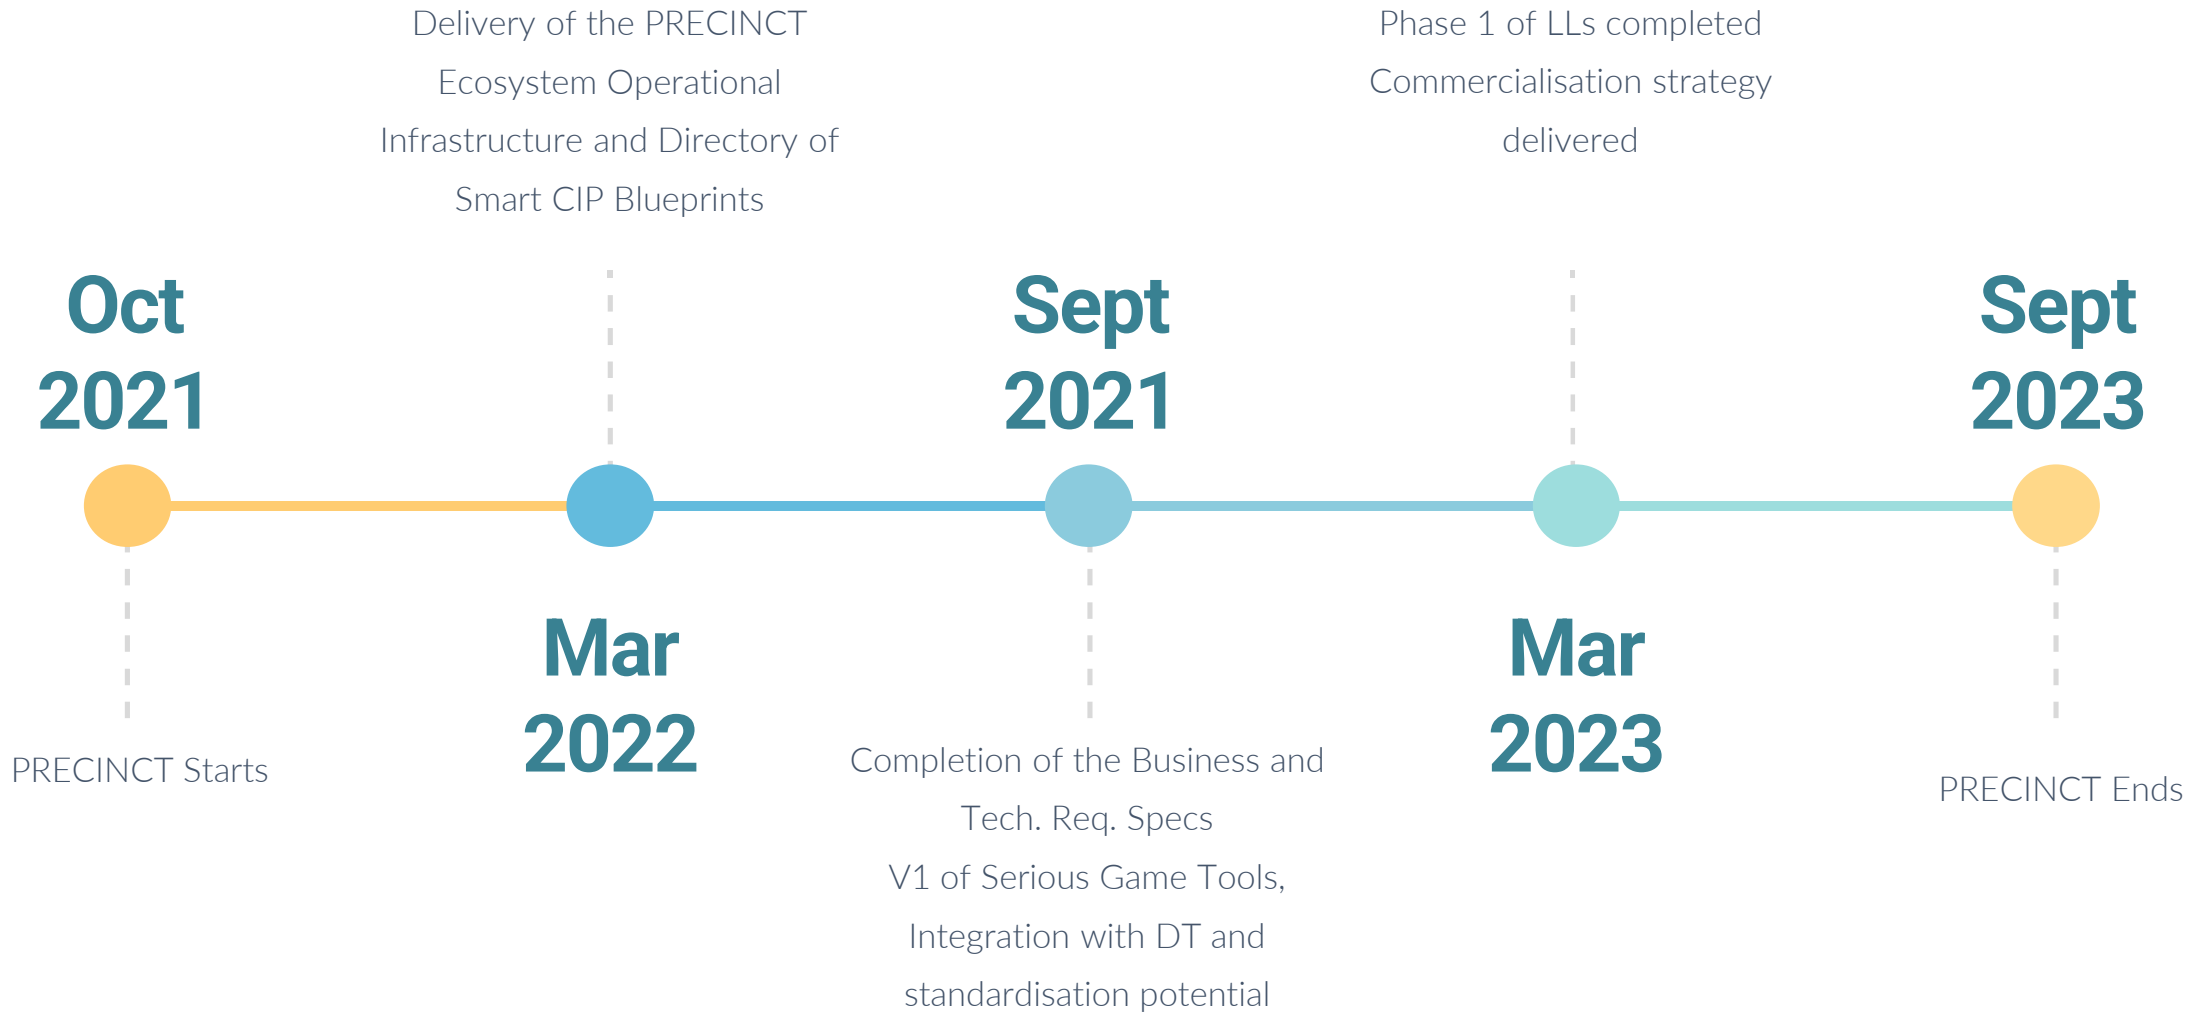 Delivery of the PRECINCT
Ecosystem Operational
Infrastructure and Directory of
Smart CIP Blueprints
Phase 1 of LLs completed
Commercialisation strategy
delivered
Oct
2021
Sept
2021
Sept
2023
Mar
2022
Mar
2023
PRECINCT Starts
Completion of the Business and
Tech. Req. Specs
V1 of Serious Game Tools,
Integration with DT and
standardisation potential
PRECINCT Ends